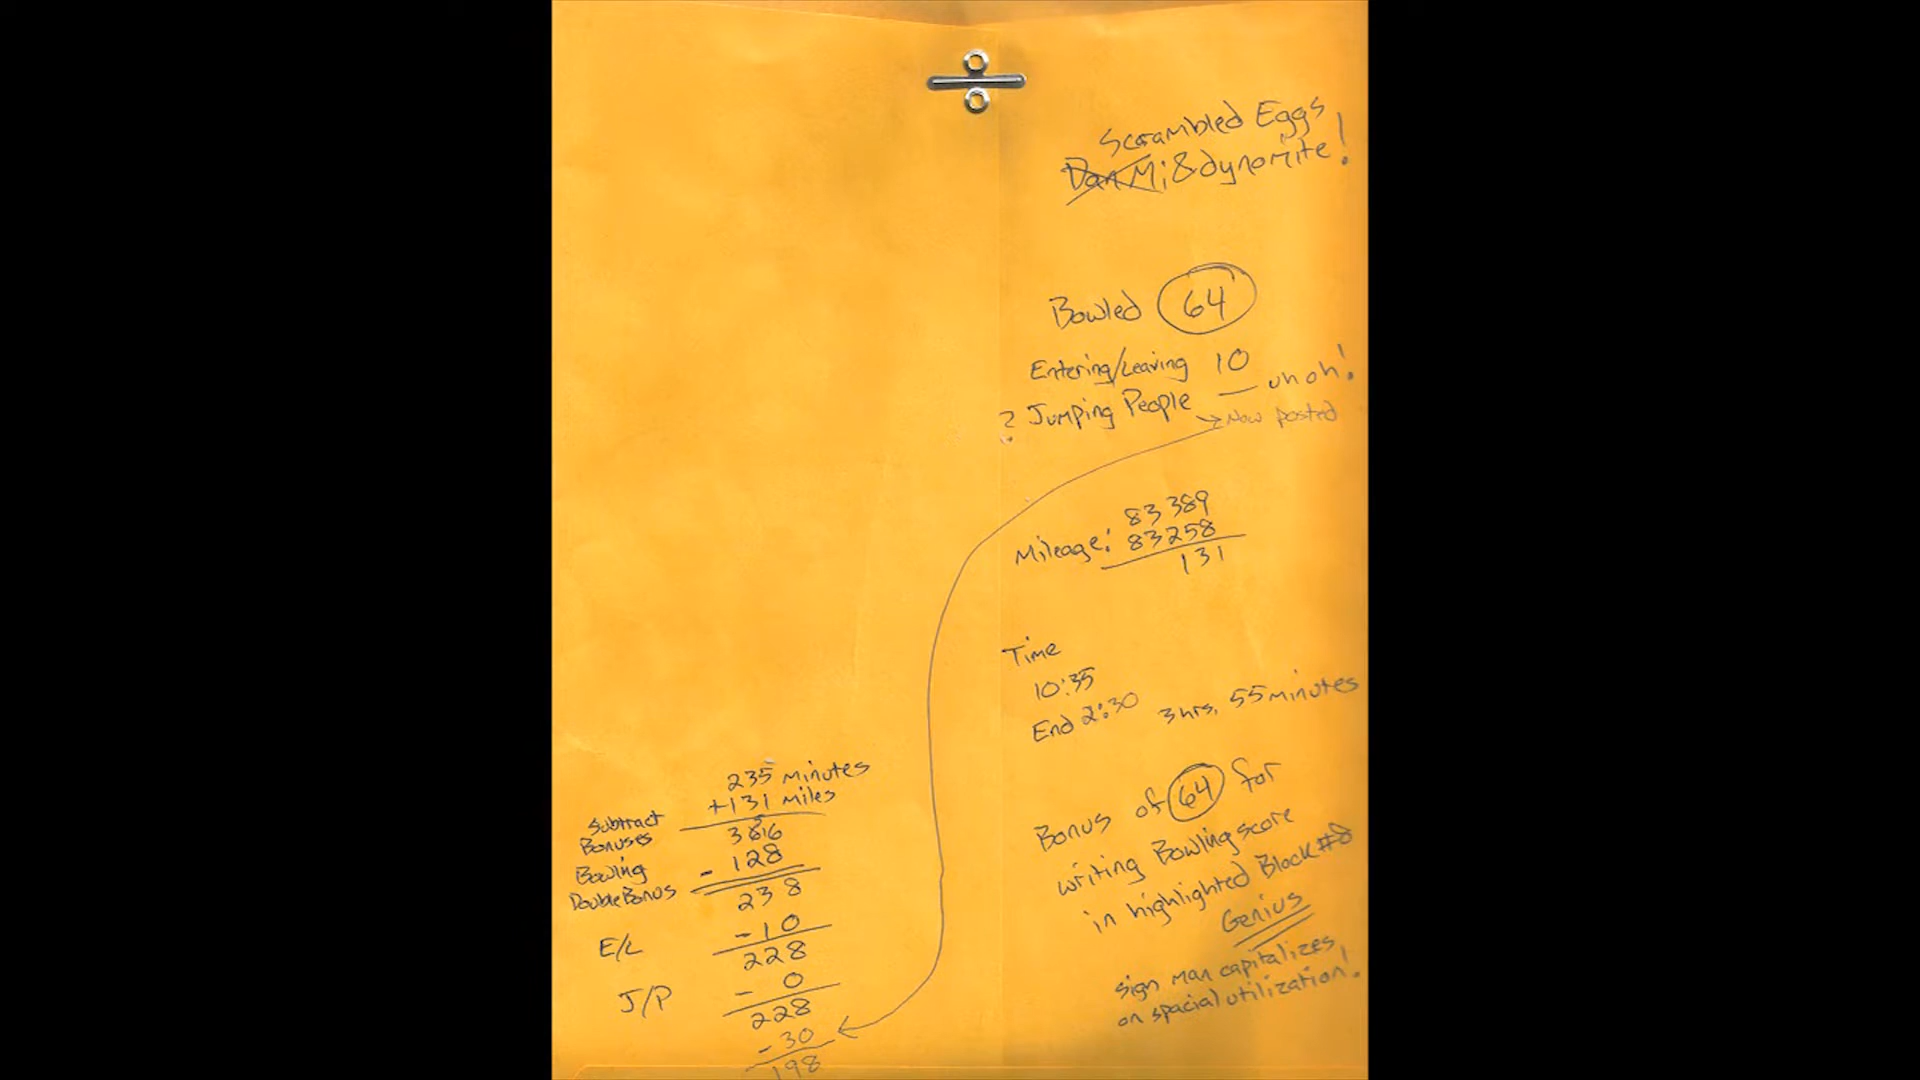 Scrambled Eggs
Dan Mi & dynomite!
Bowled 64
Entering/Leaving 10
? Jumping People __ uh oh!
→ Now posted
83389
Mileage: 83258
131
Time
10:35
End 2:30 3 hrs, 55 minutes
Bonus of 64 for
writing Bowling score
in highlighted Block #8
Genius
sign man capitalizes
on spacial utilization!
235 minutes
+131 miles
Subtract
Bonuses 366
Bowling - 128
Double Bonus 238
E/L - 10
228
J/P - 0
228
- 30
198